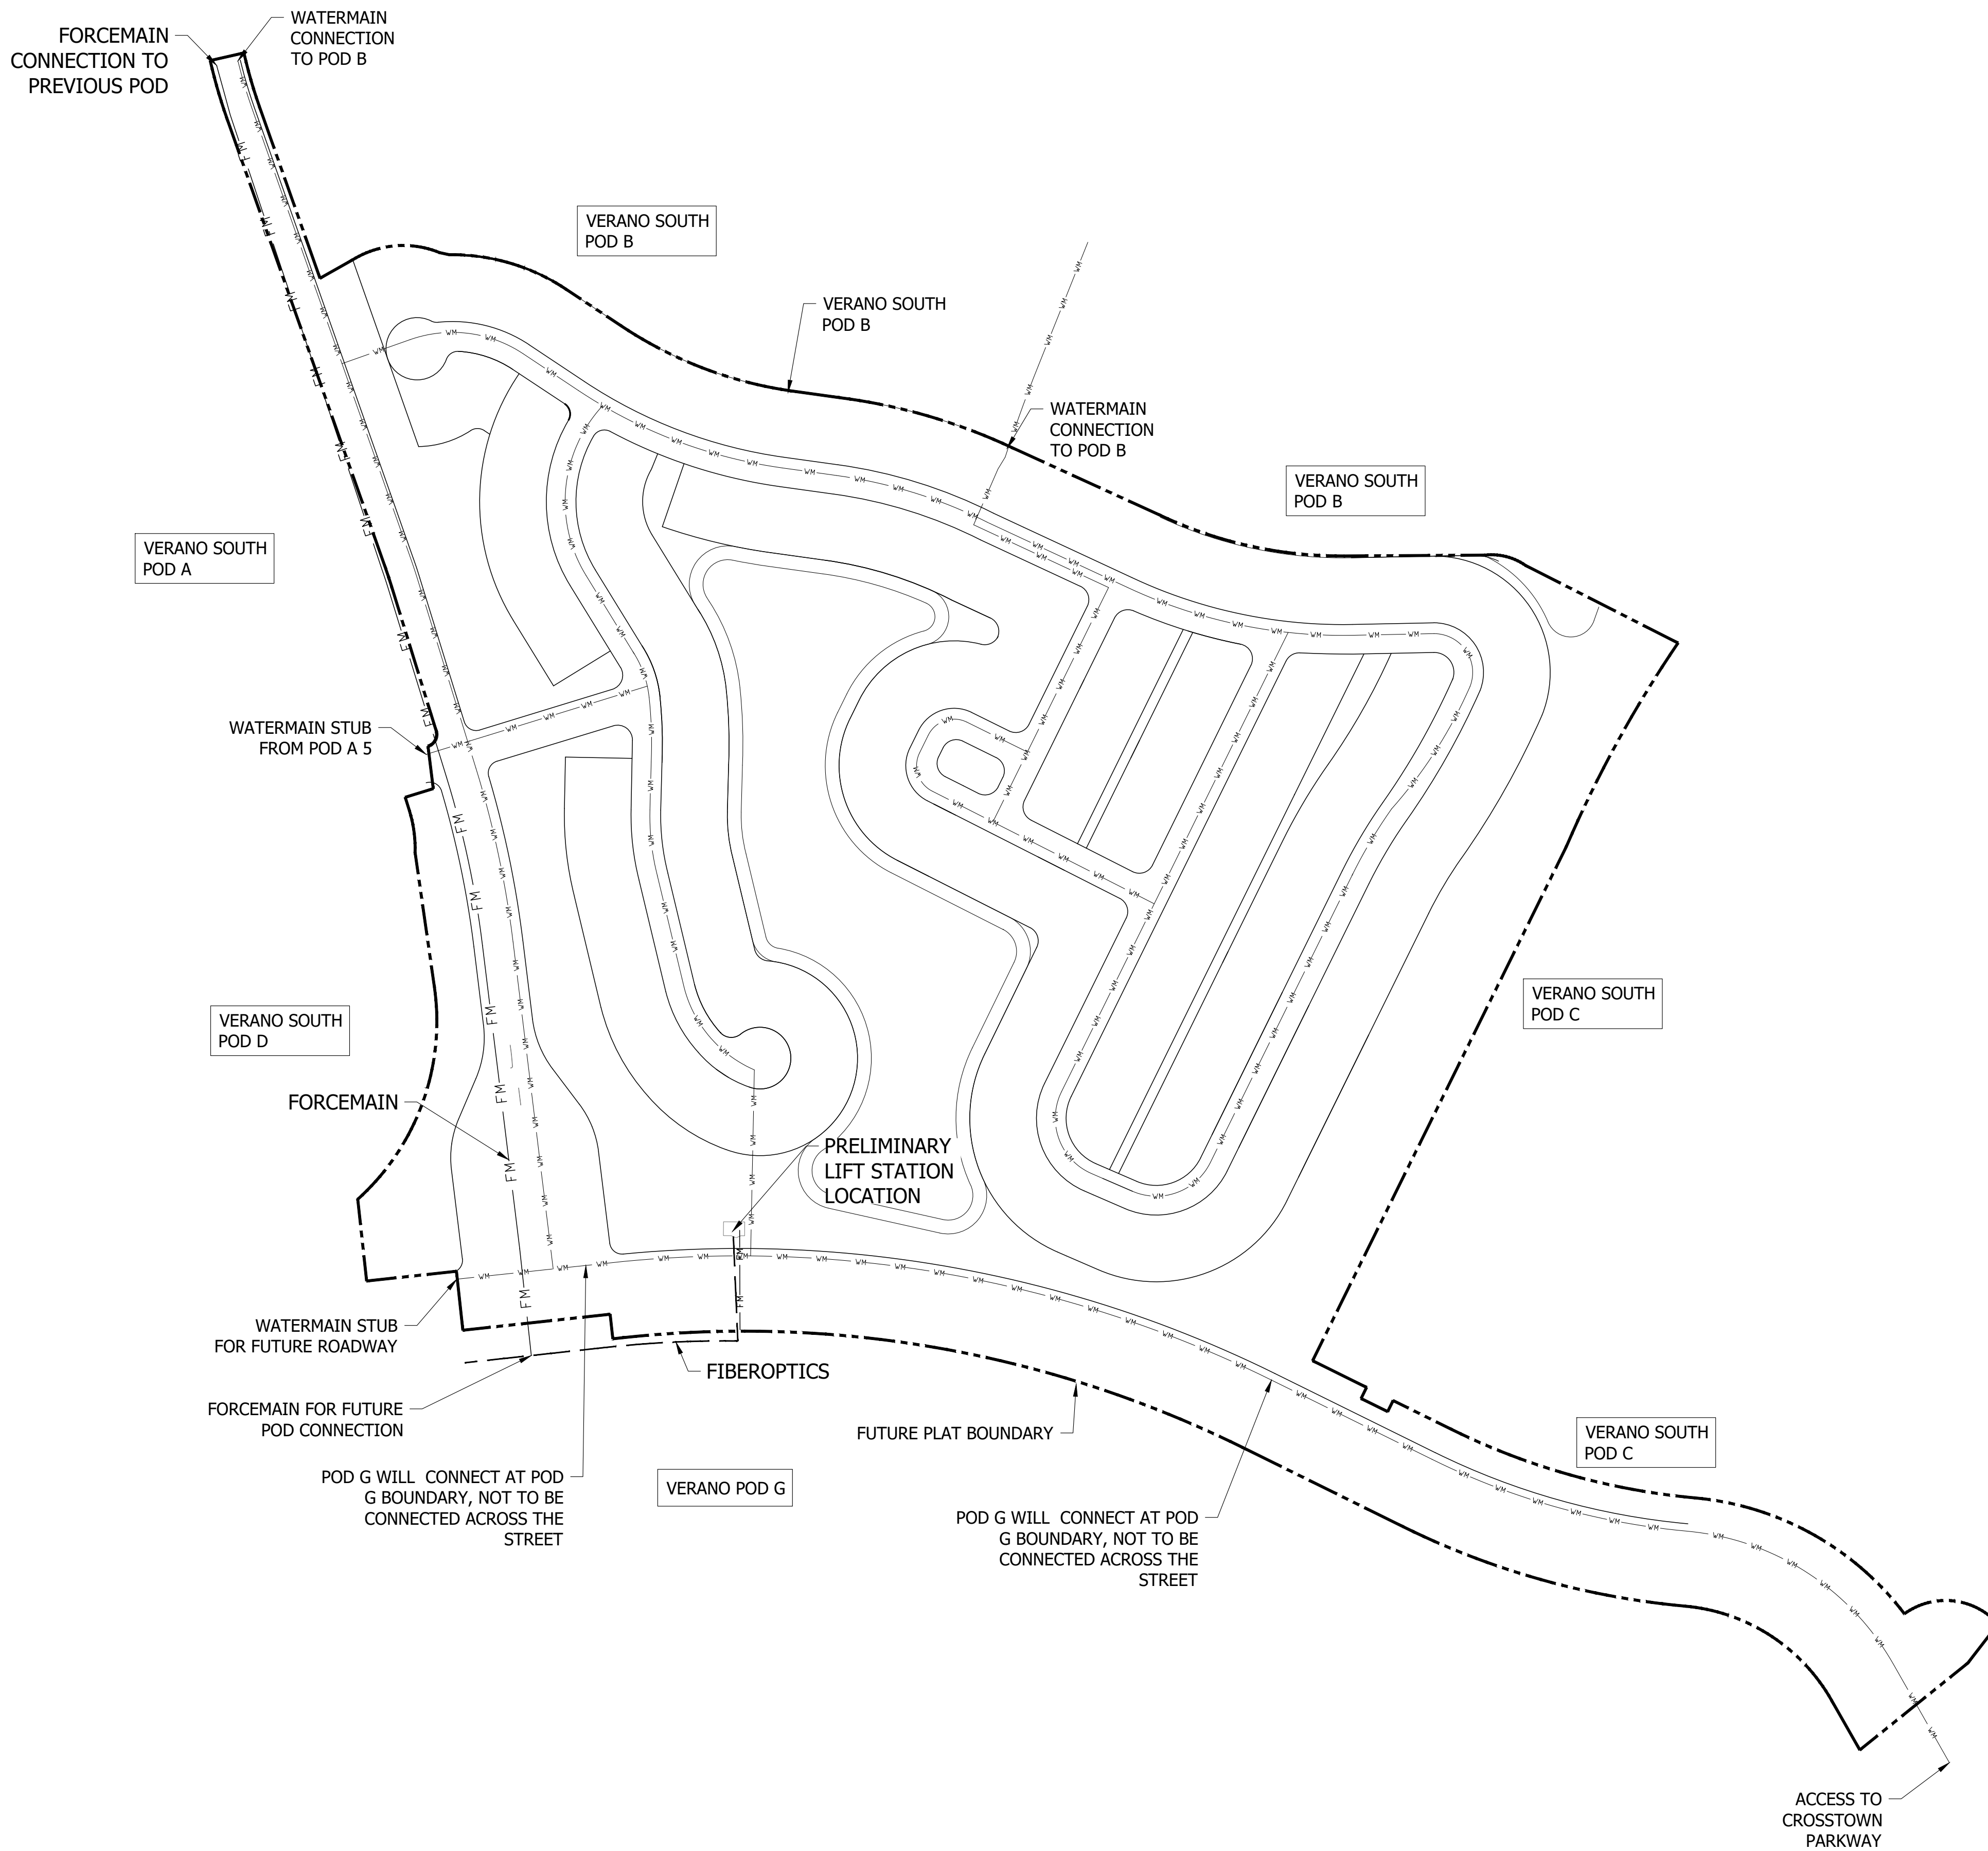 WATERMAIN
CONNECTION
TO POD B
FORCEMAIN
CONNECTION TO
PREVIOUS POD
VERANO SOUTH
POD B
VERANO SOUTH
POD B
WATERMAIN
CONNECTION
TO POD B
VERANO SOUTH
POD B
VERANO SOUTH
POD A
WATERMAIN STUB
FROM POD A 5
VERANO SOUTH
POD C
VERANO SOUTH
POD D
FORCEMAIN
PRELIMINARY
LIFT STATION
LOCATION
WATERMAIN STUB
FOR FUTURE ROADWAY
FIBEROPTICS
FORCEMAIN FOR FUTURE
POD CONNECTION
FUTURE PLAT BOUNDARY
VERANO SOUTH
POD C
POD G WILL CONNECT AT POD
G BOUNDARY, NOT TO BE
CONNECTED ACROSS THE
STREET
VERANO POD G
POD G WILL CONNECT AT POD
G BOUNDARY, NOT TO BE
CONNECTED ACROSS THE
STREET
ACCESS TO
CROSSTOWN
PARKWAY
WM
FM